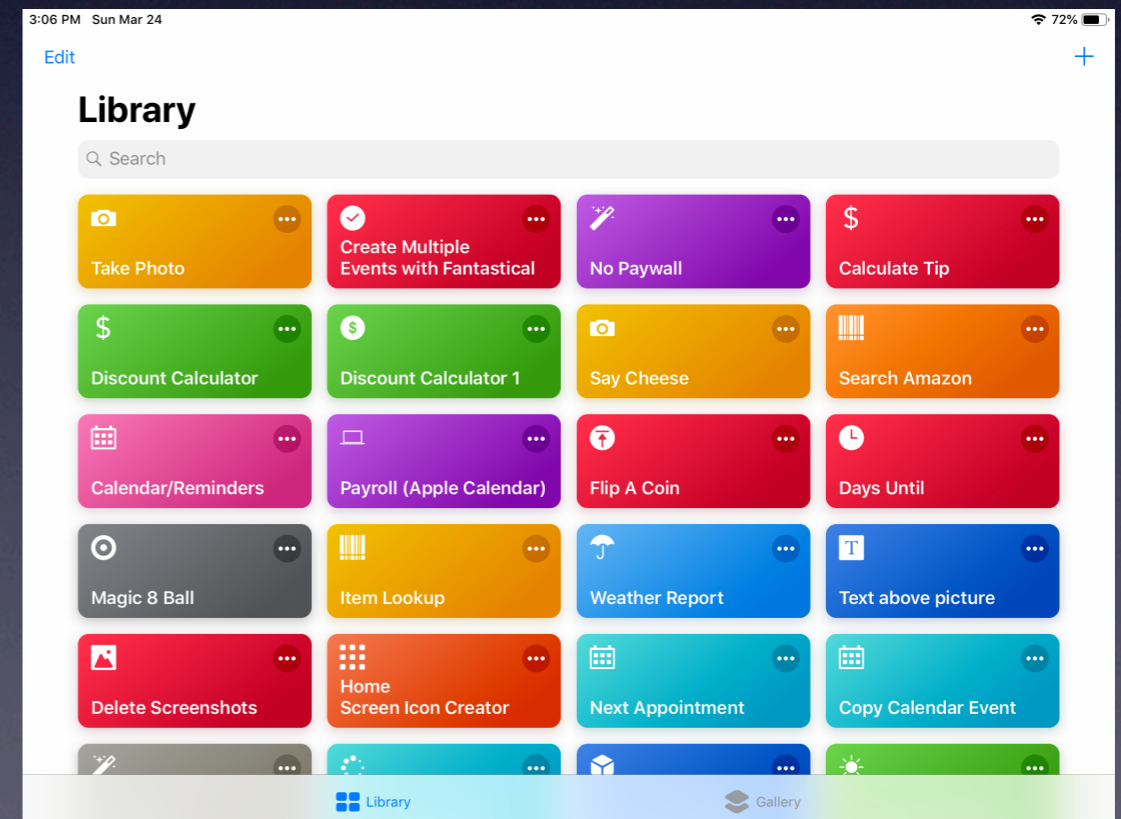 3:06 PM Sun Mar 24
72%
Edit
Library
Search
Take Photo
Create Multiple
Events with Fantastical
No Paywall
$
Calculate Tip
$
Discount Calculator
$
Discount Calculator 1
Say Cheese
Search Amazon
Calendar/Reminders
Payroll (Apple Calendar)
Flip A Coin
Days Until
Magic 8 Ball
Item Lookup
Weather Report
T
Text above picture
Delete Screenshots
Home
Screen Icon Creator
Next Appointment
Copy Calendar Event
Library
Gallery